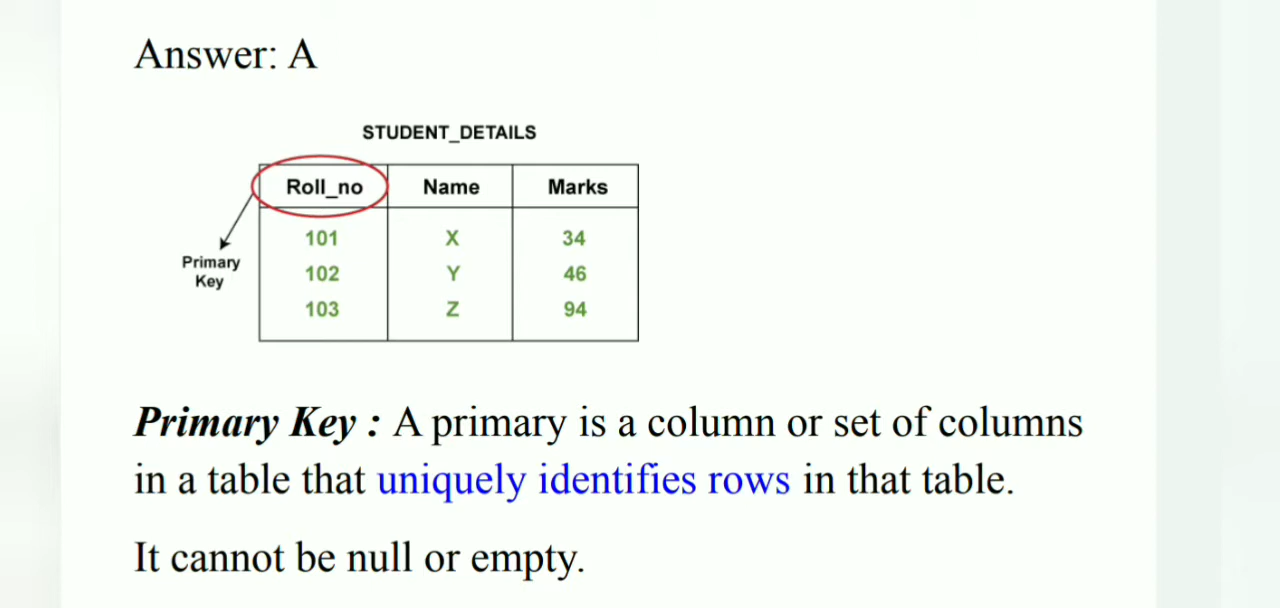 Answer: A
STUDENT_DETAILS
Roll_no Name Marks
101 X 34
Primary
Key
102 Y 46
103 Z 94
Primary Key : A primary is a column or set of columns
in a table that uniquely identifies rows in that table.
It cannot be null or empty.